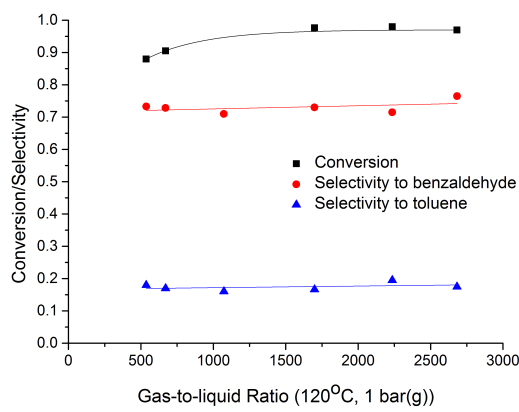 1.0
0.9
0.8
0.7
0.6
0.5
0.4
0.3
0.2
0.1
0.0
Conversion/Selectivity
Conversion
Selectivity to benzaldehyde
Selectivity to toluene
0 500 1000 1500 2000 2500 3000
Gas-to-liquid Ratio (120°C, 1 bar(g))